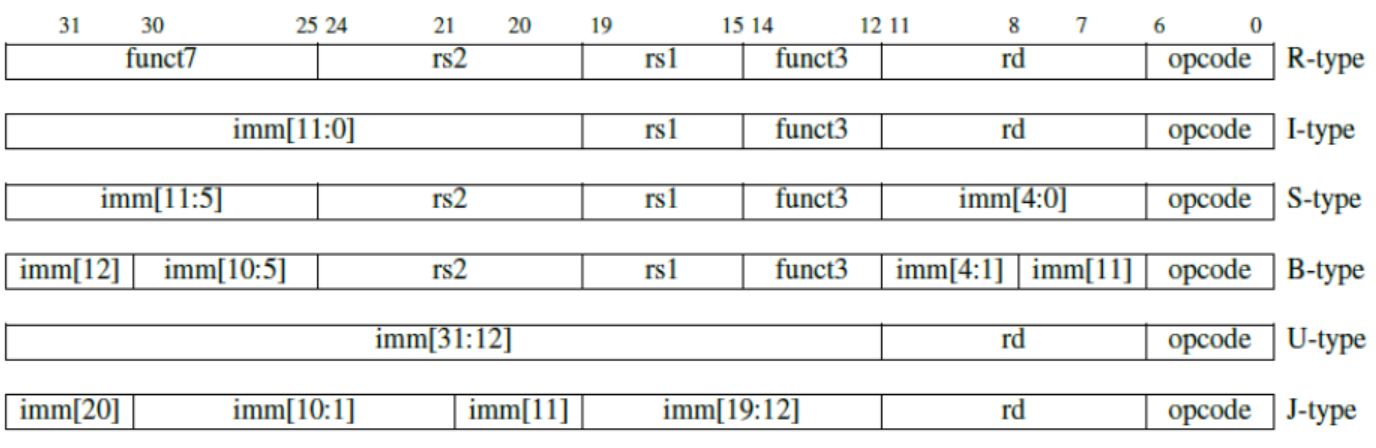 31 30 25 24 21 20 19 15 14 12 11 8 7 6 0
funct7 rs2 rs1 funct3 rd opcode R-type
imm[11:0] rs1 funct3 rd opcode I-type
imm[11:5] rs2 rs1 funct3 imm[4:0] opcode S-type
imm[12] imm[10:5] rs2 rs1 funct3 imm[4:1] imm[11] opcode B-type
imm[31:12] rd opcode U-type
imm[20] imm[10:1] imm[11] imm[19:12] rd opcode J-type